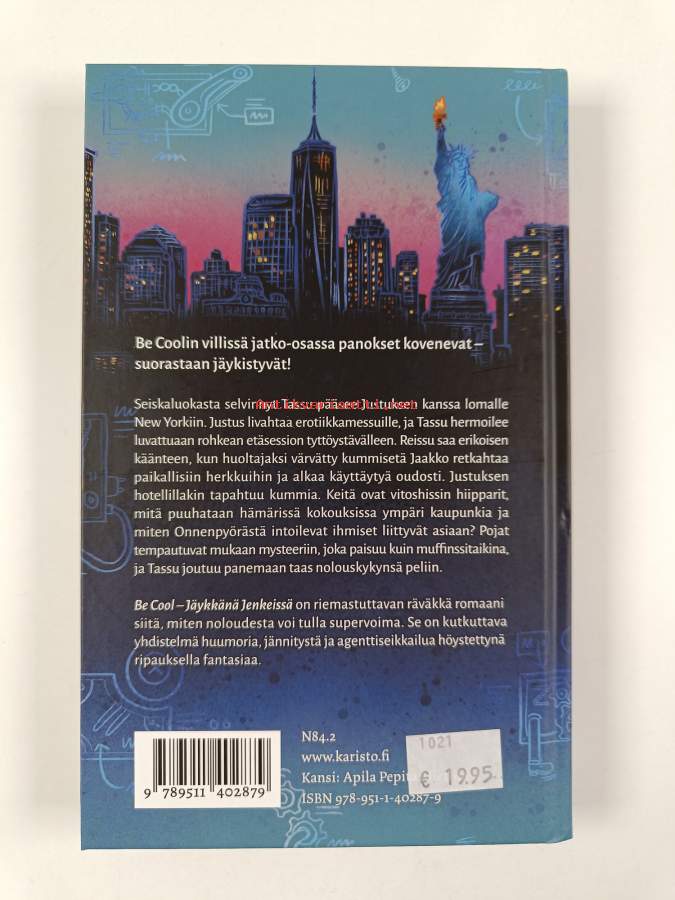 Be Coolin villissä jatko-osassa panokset kovenevat –
suorastaan jäykistyvät!
Seiskaluokasta selvinnyt Tassu pääsee Justuksen kanssa lomalle
New Yorkiin. Justus livahtaa erotiikkamessuille, ja Tassu hermoilee
luvattuaan rohkean etäsession tyttöystävälleen. Reissu saa erikoisen
käänteen, kun huoltajaksi värvätty kummisetä Jaakko retkahtaa
paikallisiin herkkuihin ja alkaa käyttäytyä oudosti. Justuksen
hotellillakin tapahtuu kummia. Keitä ovat vitoshissin hiipparit,
mitä puuhataan hämärissä kokouksissa ympäri kaupunkia ja
miten Onnenpyörästä intoilevat ihmiset liittyvät asiaan? Pojat
tempautuvat mukaan mysteeriin, joka paisuu kuin muffinssitaikina,
ja Tassu joutuu panemaan taas nolouskykynsä peliin.
Be Cool – Jäykkänä Jenkeissä on riemastuttavan räväkkä romaani
siitä, miten noloudesta voi tulla supervoima. Se on kutkuttava
yhdistelmä huumoria, jännitystä ja agenttiseikkailua höystettynä
ripauksella fantasiaa.
N84.2
www.karisto.fi
Kansi: Apila Pepita
ISBN 978-951-1-40287-9
1021
€ 19.95
9 789511 402879